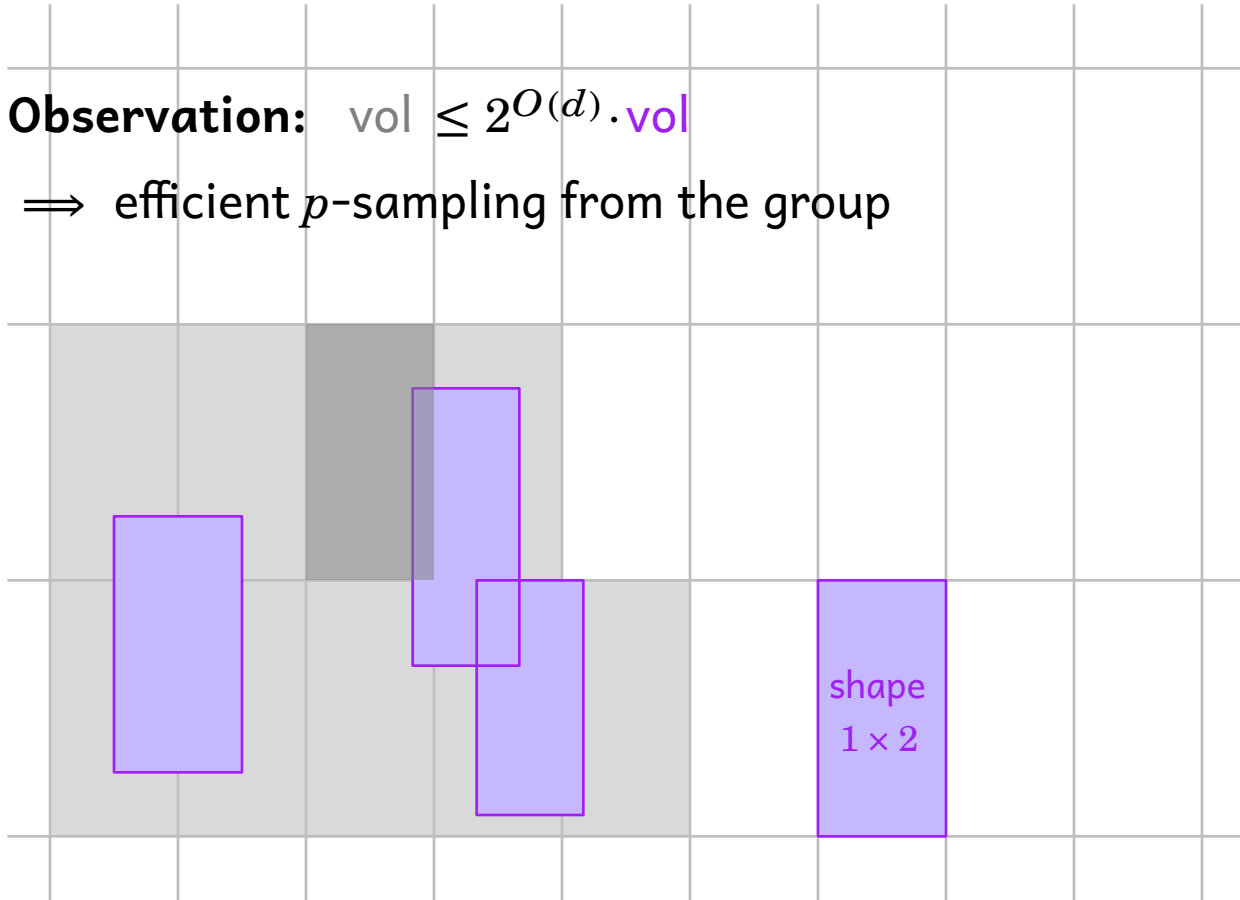 Observation: vol ≤ 2^{O(d)} · vol
⟹ efficient p-sampling from the group
shape
1 × 2